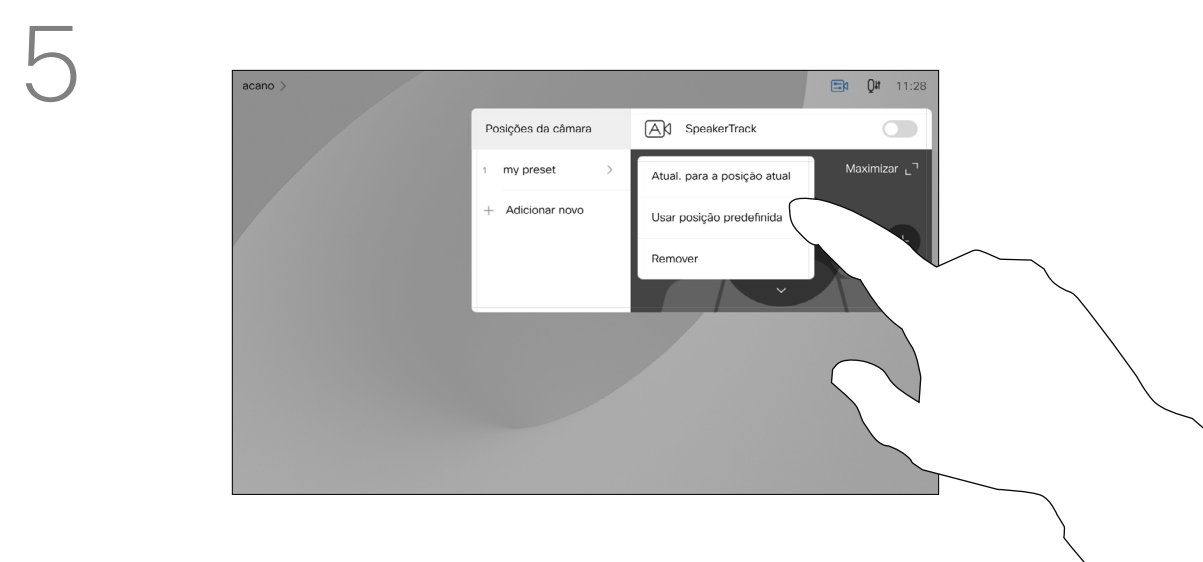 5
acano >
11:28
Posições da câmara
SpeakerTrack
1 my preset >
Atual. para a posição atual
Maximizar
+ Adicionar novo
Usar posição predefinida
Remover